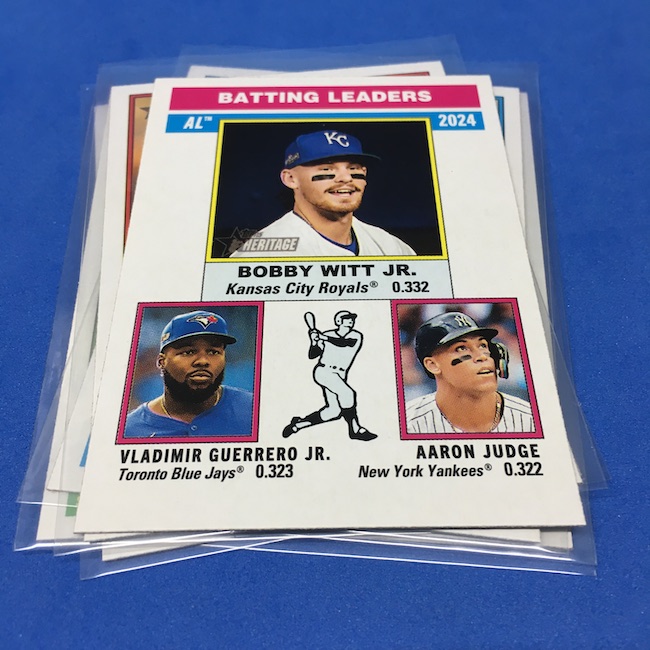 BATTING LEADERS
AL™ 2024
KC
HERITAGE
BOBBY WITT JR.
Kansas City Royals® 0.332
NY
VLADIMIR GUERRERO JR.
Toronto Blue Jays® 0.323
AARON JUDGE
New York Yankees® 0.322